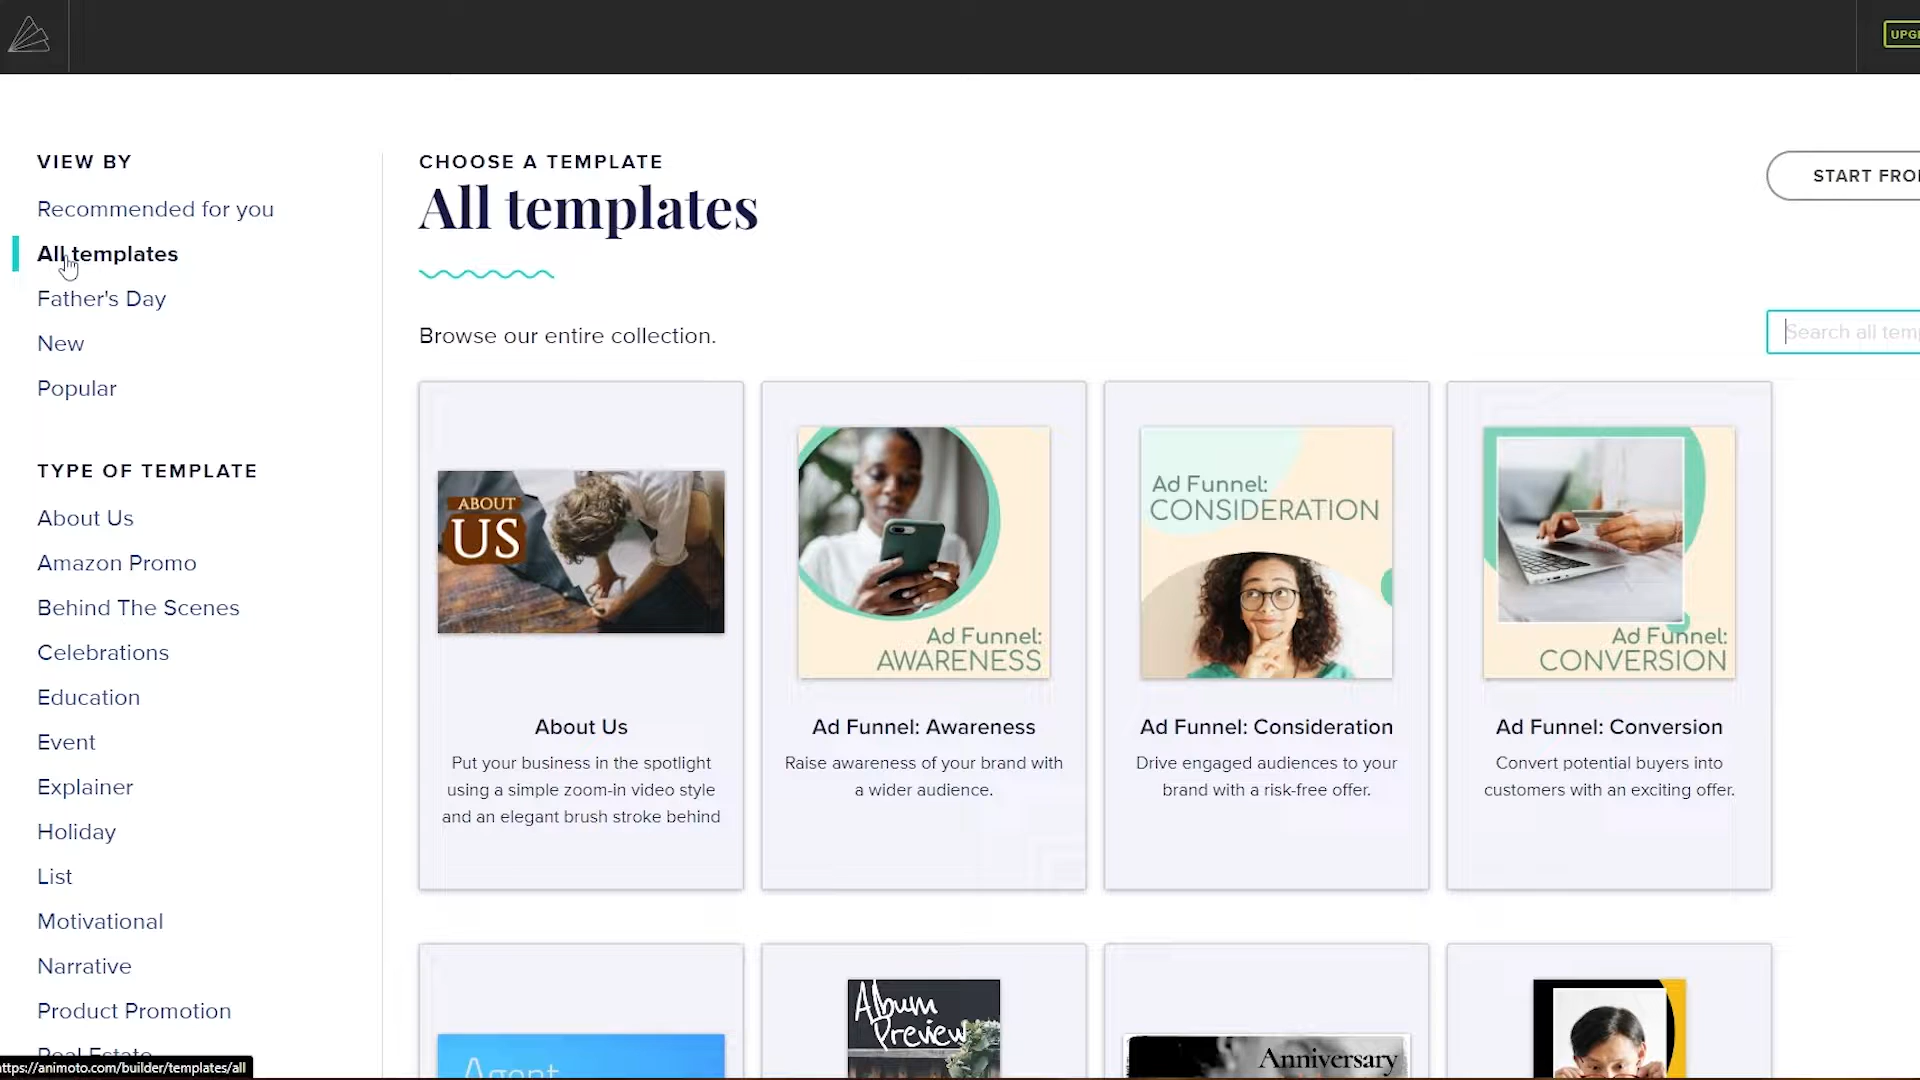 UPG
VIEW BY
Recommended for you
All templates
Father's Day
New
Popular
TYPE OF TEMPLATE
About Us
Amazon Promo
Behind The Scenes
Celebrations
Education
Event
Explainer
Holiday
List
Motivational
Narrative
Product Promotion
Real Estate
https://animoto.com/builder/templates/all
CHOOSE A TEMPLATE
All templates
START FRO
Browse our entire collection.
Search all temp
ABOUT
US
About Us
Put your business in the spotlight
using a simple zoom-in video style
and an elegant brush stroke behind
Ad Funnel:
AWARENESS
Ad Funnel: Awareness
Raise awareness of your brand with
a wider audience.
Ad Funnel:
CONSIDERATION
Ad Funnel: Consideration
Drive engaged audiences to your
brand with a risk-free offer.
Ad Funnel:
CONVERSION
Ad Funnel: Conversion
Convert potential buyers into
customers with an exciting offer.
Agent
Album
Preview
Anniversary